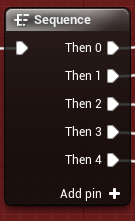 Sequence
Then 0
Then 1
Then 2
Then 3
Then 4
Add pin